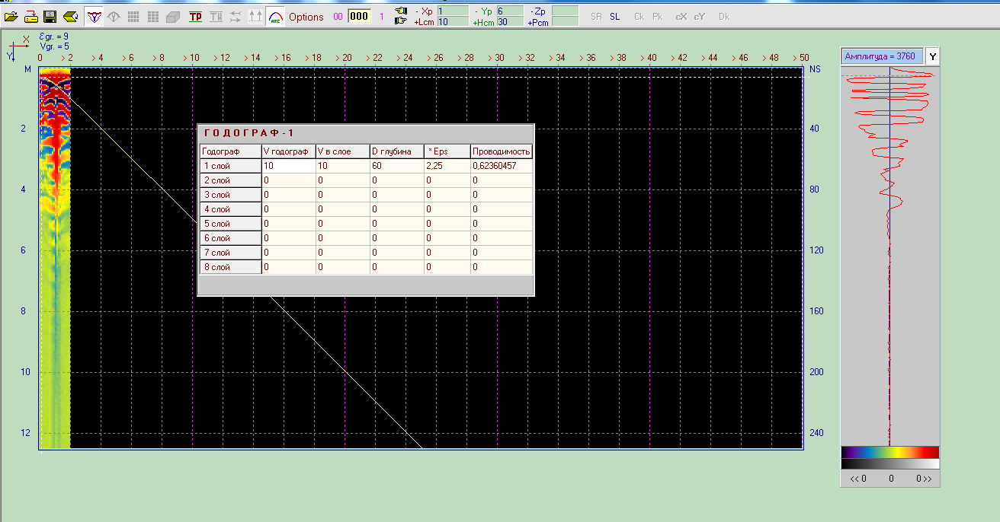 TP TK ARC Options 00 000 1 - Xp 1 - Yp 6 - Zp SR SL Ck Pk cX cY Dk
+Lcm 10 +Hcm 30 +Pcm
X Ɛgr. = 9
Y Vgr. = 5
0 > 2 > 4 > 6 > 8 > 10 > 12 > 14 > 16 > 18 > 20 > 22 > 24 > 26 > 28 > 30 > 32 > 34 > 36 > 38 > 40 > 42 > 44 > 46 > 48 > 50
Амплитуда = 3760 Y
M NS
2 40
4 80
6 120
8 160
10 200
12 240
ГОДОГРАФ-1
Годограф V годограф V в слое D глубина * Eps Проводимость
1 слой 10 10 60 2,25 0,62360457
2 слой 0 0 0 0 0
3 слой 0 0 0 0 0
4 слой 0 0 0 0 0
5 слой 0 0 0 0 0
6 слой 0 0 0 0 0
7 слой 0 0 0 0 0
8 слой 0 0 0 0 0
<< 0 0 0 >>